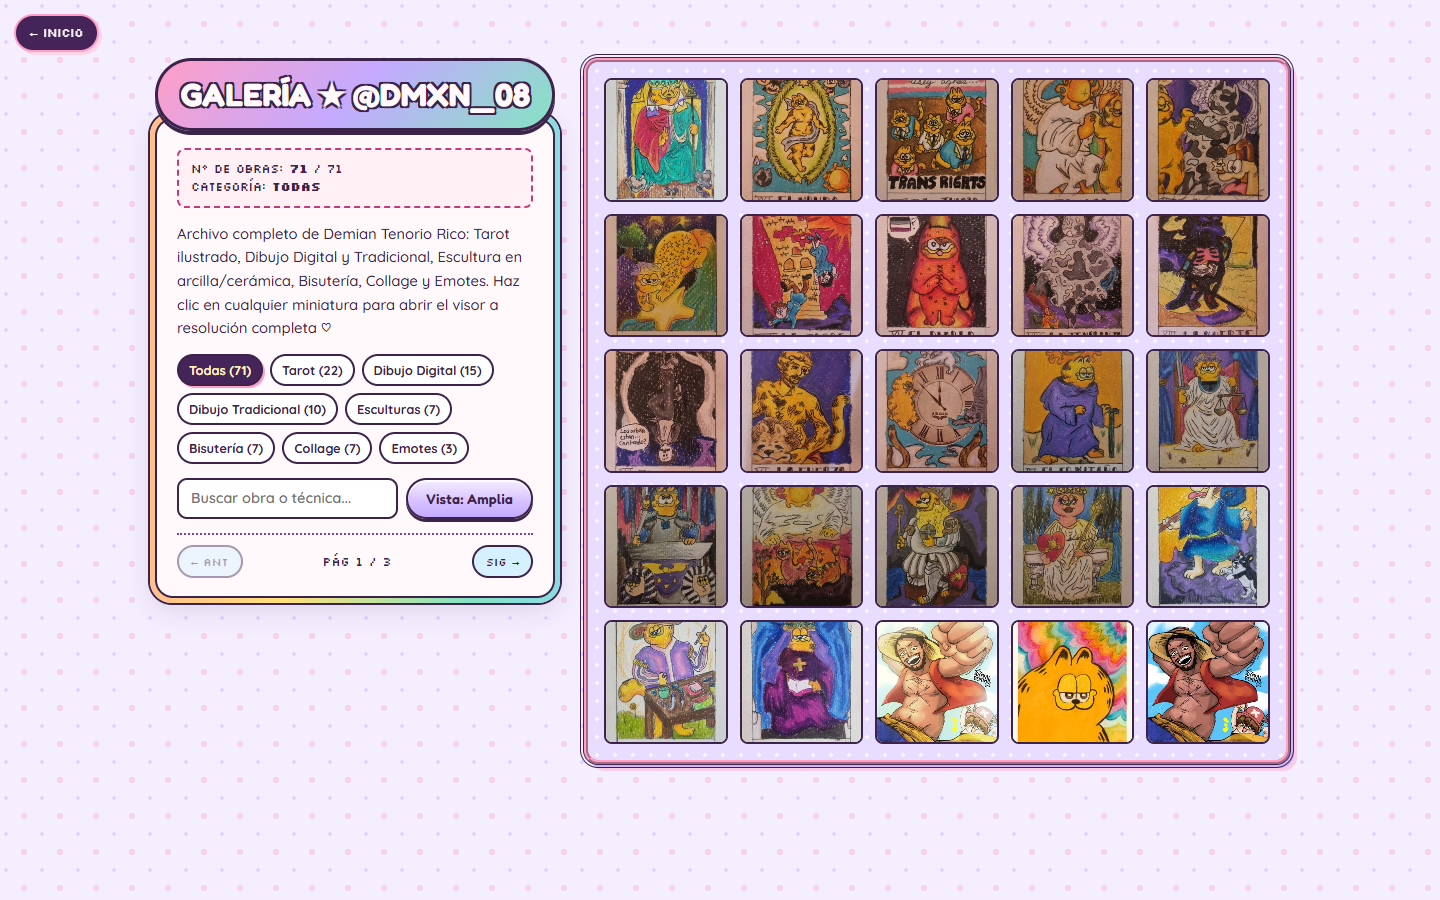 ← INICIO
GALERÍA ★ @DMXN_08
N° DE OBRAS: 71 / 71
CATEGORÍA: TODAS
Archivo completo de Demian Tenorio Rico: Tarot
ilustrado, Dibujo Digital y Tradicional, Escultura en
arcilla/cerámica, Bisutería, Collage y Emotes. Haz
clic en cualquier miniatura para abrir el visor a
resolución completa ♡
Todas (71)
Tarot (22)
Dibujo Digital (15)
Dibujo Tradicional (10)
Esculturas (7)
Bisutería (7)
Collage (7)
Emotes (3)
Buscar obra o técnica...
Vista: Amplia
← ANT
PÁG 1 / 3
SIG →
TRANS RIGHTS